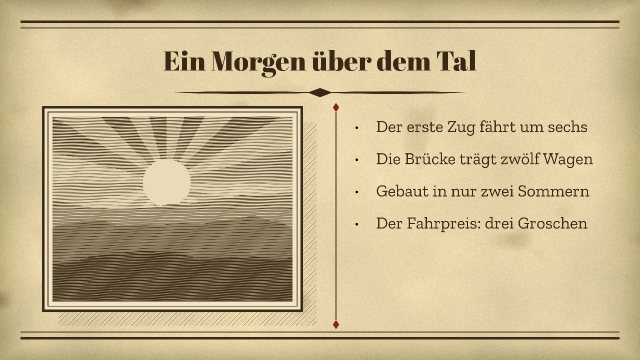 Ein Morgen über dem Tal
· Der erste Zug fährt um sechs
· Die Brücke trägt zwölf Wagen
· Gebaut in nur zwei Sommern
· Der Fahrpreis: drei Groschen